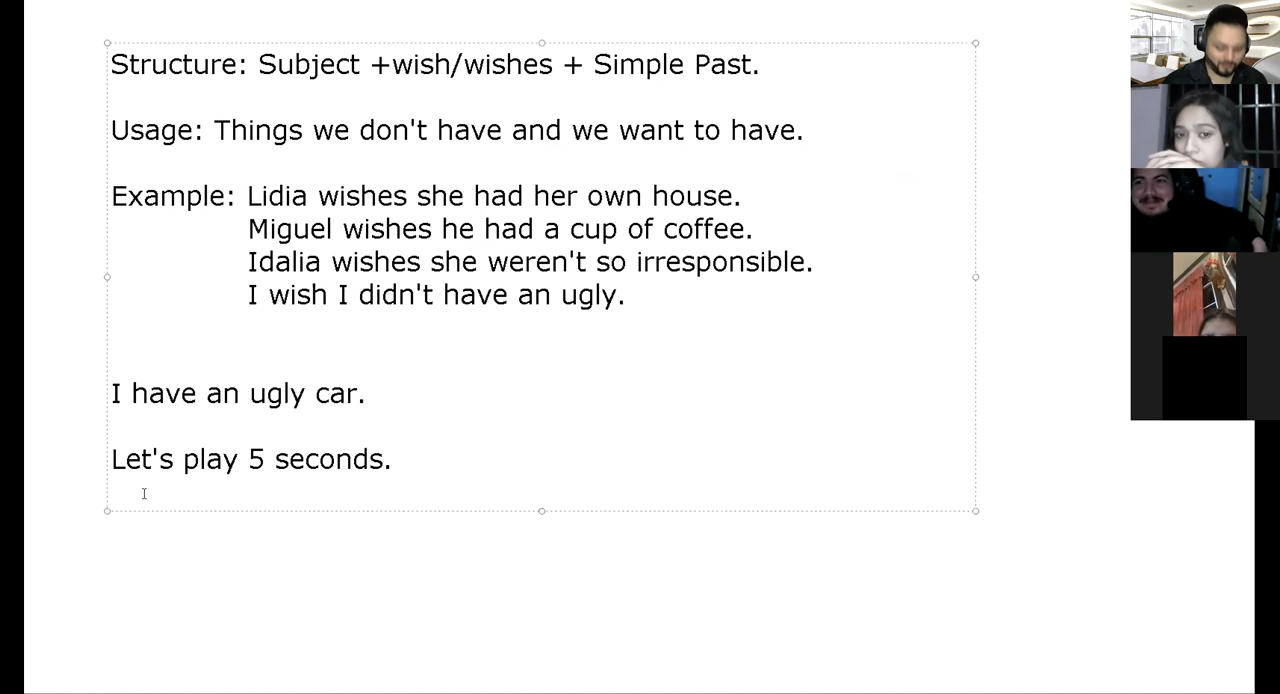 Structure: Subject +wish/wishes + Simple Past.
Usage: Things we don't have and we want to have.
Example: Lidia wishes she had her own house.
Miguel wishes he had a cup of coffee.
Idalia wishes she weren't so irresponsible.
I wish I didn't have an ugly.
I have an ugly car.
Let's play 5 seconds.